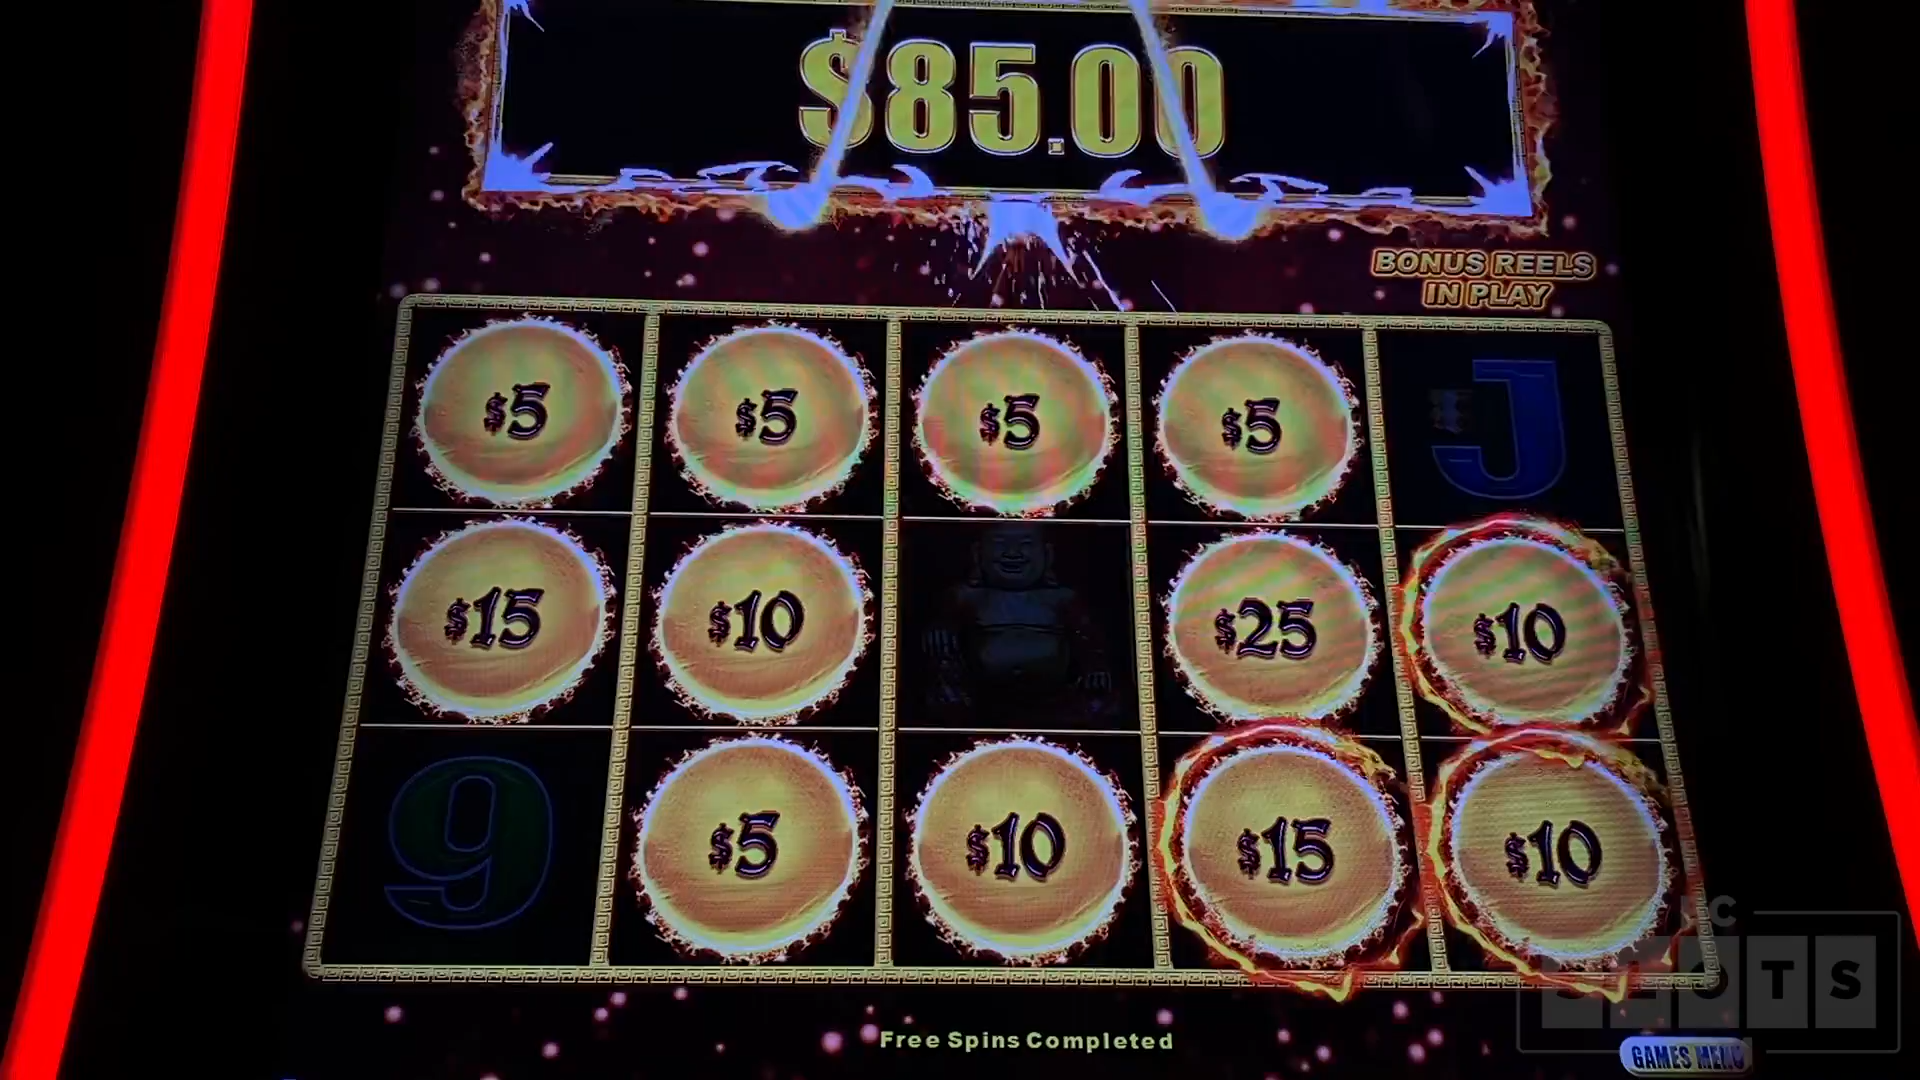 $85.00
BONUS REELS
IN PLAY
$5 $5 $5 $5 J
$15 $10 $25 $10
9 $5 $10 $15 $10
SLOTS
Free Spins Completed
GAMES MENU